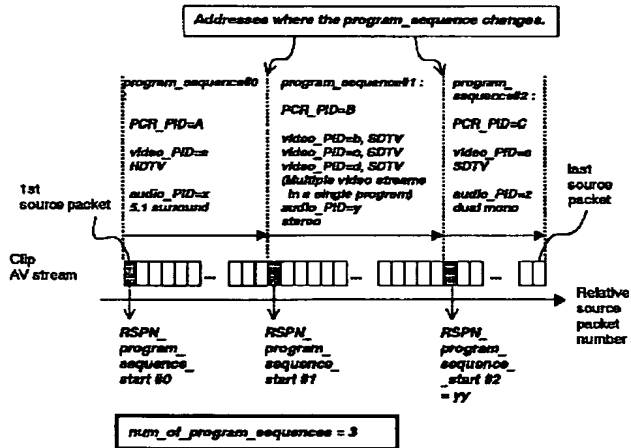 Addresses where the program_sequence changes.
program_sequence#0
PCR_PID=A
video_PID=a
HDTV
audio_PID=x
5.1 surround
program_sequence#1 :
PCR_PID=B
video_PID=b, SDTV
video_PID=c, SDTV
video_PID=d, SDTV
(Multiple video streams
in a single program)
audio_PID=y
stereo
program_
sequence#2 :
PCR_PID=C
video_PID=e
SDTV
audio_PID=z
dual mono
1st
source packet
last
source
packet
Clip
AV stream
... ... ...
Relative
source
packet
number
RSPN_
program_
sequence_
start #0
RSPN_
program_
sequence_
start #1
RSPN_
program_
sequence_
_start #2
= yy
num_of_program_sequences = 3